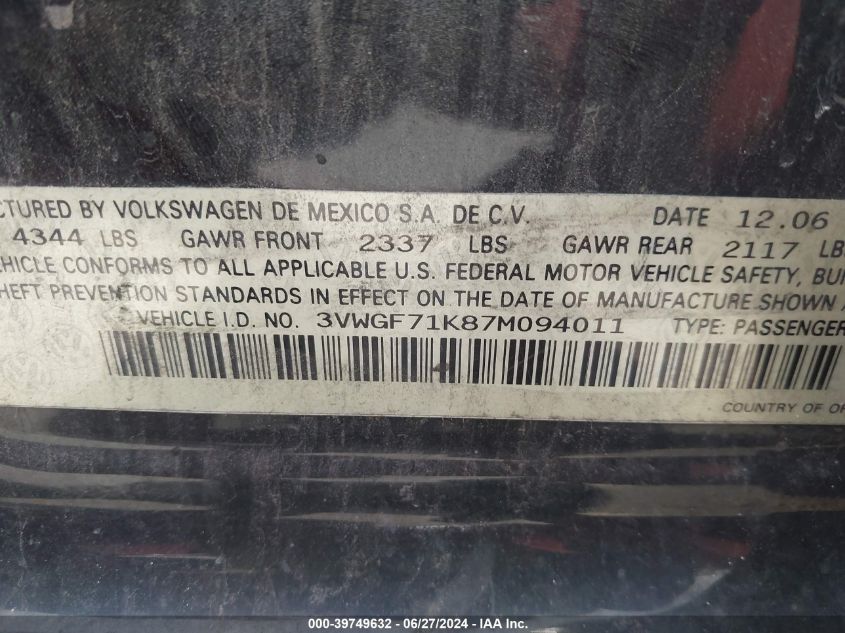 CTURED BY VOLKSWAGEN DE MEXICO S.A. DE C.V. DATE 12.06
4344 LBS GAWR FRONT 2337 LBS GAWR REAR 2117 LB
EHICLE CONFORMS TO ALL APPLICABLE U.S. FEDERAL MOTOR VEHICLE SAFETY, BU
HEFT PREVENTION STANDARDS IN EFFECT ON THE DATE OF MANUFACTURE SHOWN A
VEHICLE I.D. NO. 3VWGF71K87M094011 TYPE: PASSENGER
COUNTRY OF OR
000-39749632 / 06/27/2024 / Copyright IAA, Inc.